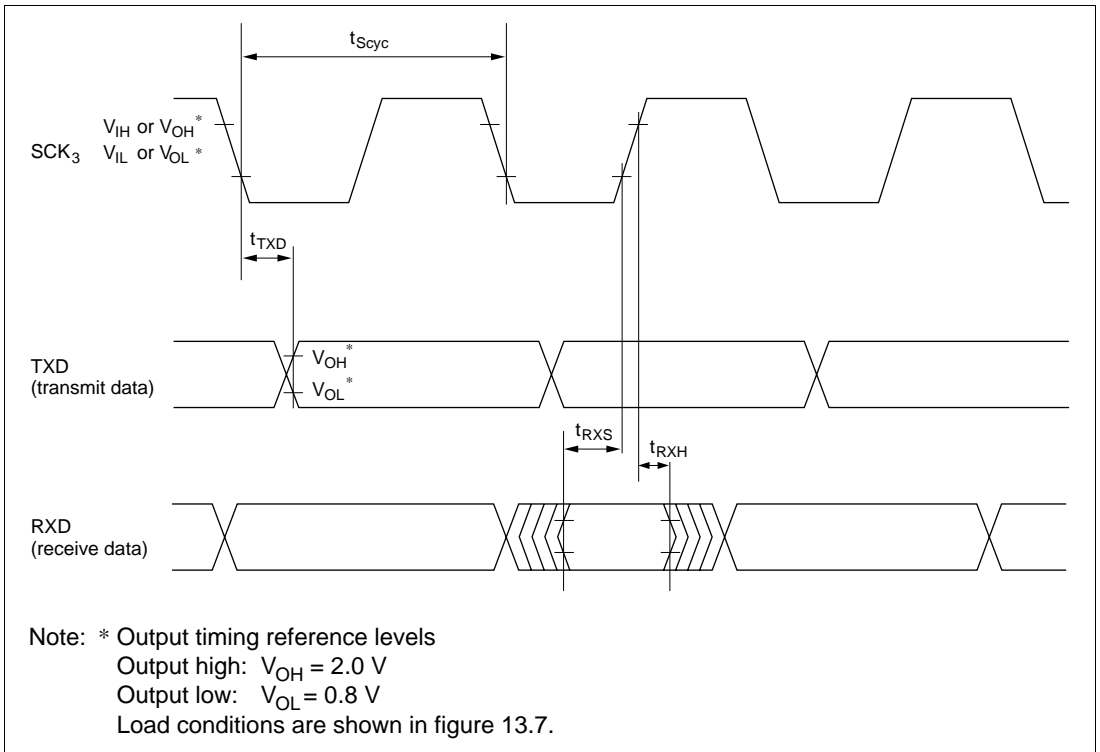 tScyc
VIH or VOH*
SCK3 VIL or VOL*
tTXD
TXD
(transmit data)
VOH*
VOL*
tRXS
tRXH
RXD
(receive data)
Note: * Output timing reference levels
Output high: VOH = 2.0 V
Output low: VOL = 0.8 V
Load conditions are shown in figure 13.7.